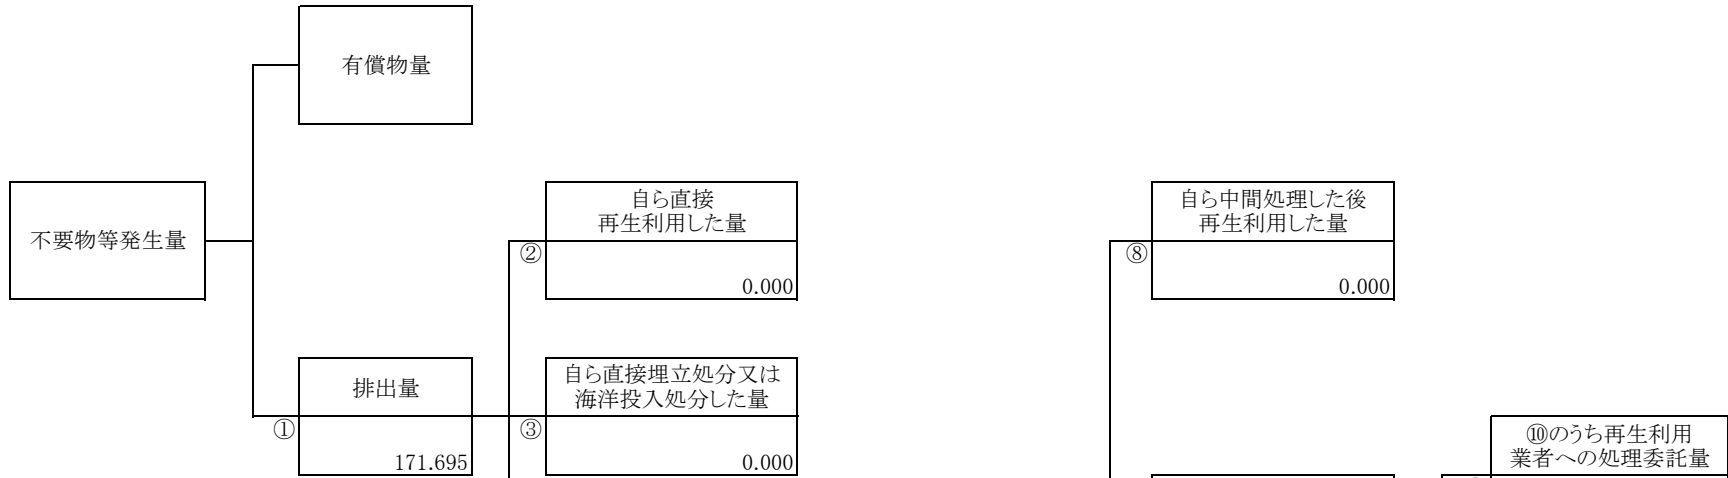 有償物量
不要物等発生量
自ら直接
再生利用した量
②
0.000
自ら中間処理した後
再生利用した量
⑧
0.000
排出量
①
171.695
自ら直接埋立処分又は
海洋投入処分した量
③
0.000
⑩のうち再生利用
業者への処理委託量